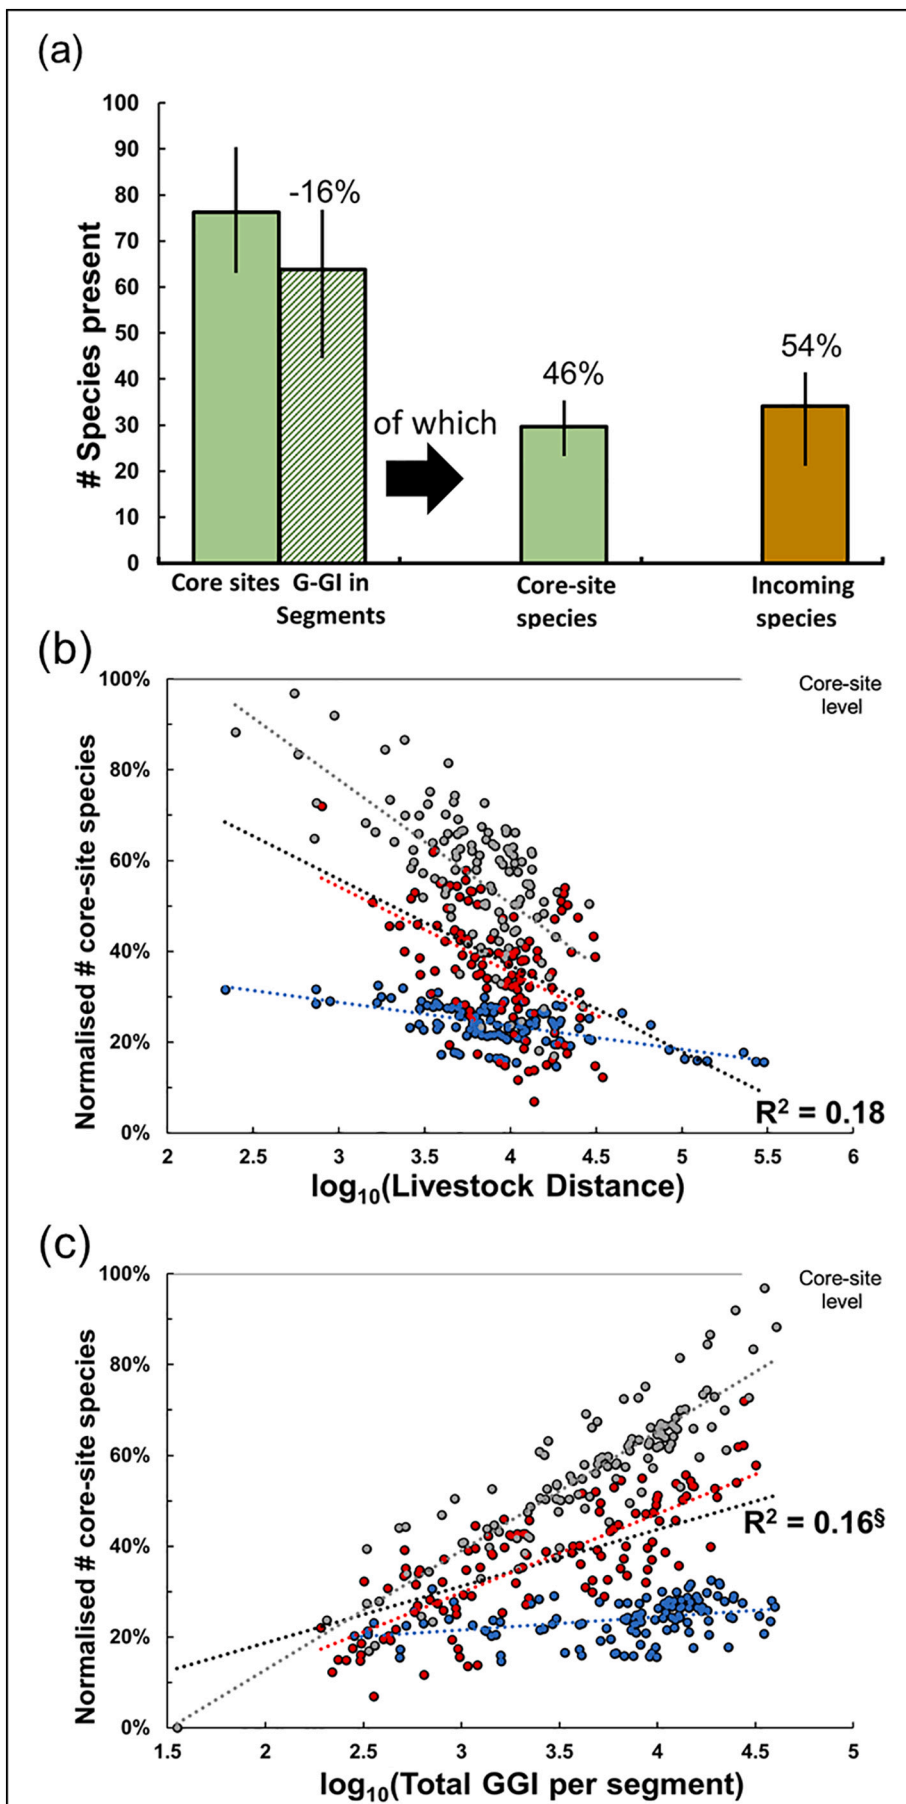 (a)
# Species present
100
90
80
70
60
50
40
30
20
10
0
-16%
46%
54%
of which
Core sites
G-GI in
Segments
Core-site
species
Incoming
species
(b)
Normalised # core-site species
100%
80%
60%
40%
20%
0%
Core-site
level
R² = 0.18
2 2.5 3 3.5 4 4.5 5 5.5 6
log₁₀(Livestock Distance)
(c)
Normalised # core-site species
100%
80%
60%
40%
20%
0%
Core-site
level
R² = 0.16§
1.5 2 2.5 3 3.5 4 4.5 5
log₁₀(Total GGI per segment)